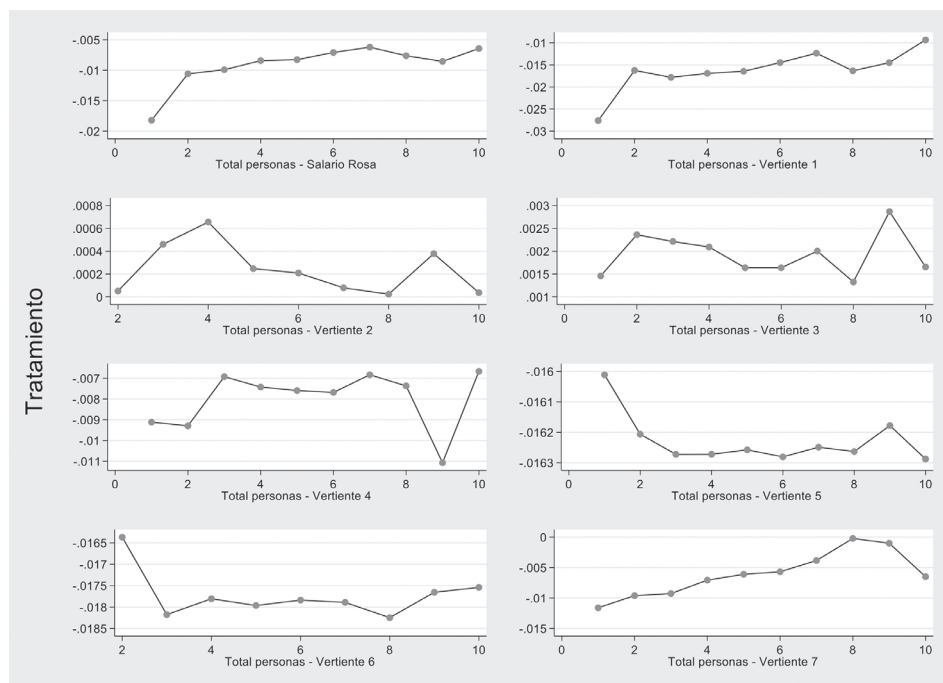 Tratamiento
-.005
-.01
-.015
-.02
0 2 4 6 8 10
Total personas - Salario Rosa
-.01
-.015
-.02
-.025
-.03
0 2 4 6 8 10
Total personas - Vertiente 1
.0008
.0006
.0004
.0002
0
2 4 6 8 10
Total personas - Vertiente 2
.003
.0025
.002
.0015
.001
0 2 4 6 8 10
Total personas - Vertiente 3
-.007
-.008
-.009
-.01
-.011
0 2 4 6 8 10
Total personas - Vertiente 4
-.016
-.0161
-.0162
-.0163
0 2 4 6 8 10
Total personas - Vertiente 5
-.0165
-.017
-.0175
-.018
-.0185
2 4 6 8 10
Total personas - Vertiente 6
0
-.005
-.01
-.015
0 2 4 6 8 10
Total personas - Vertiente 7